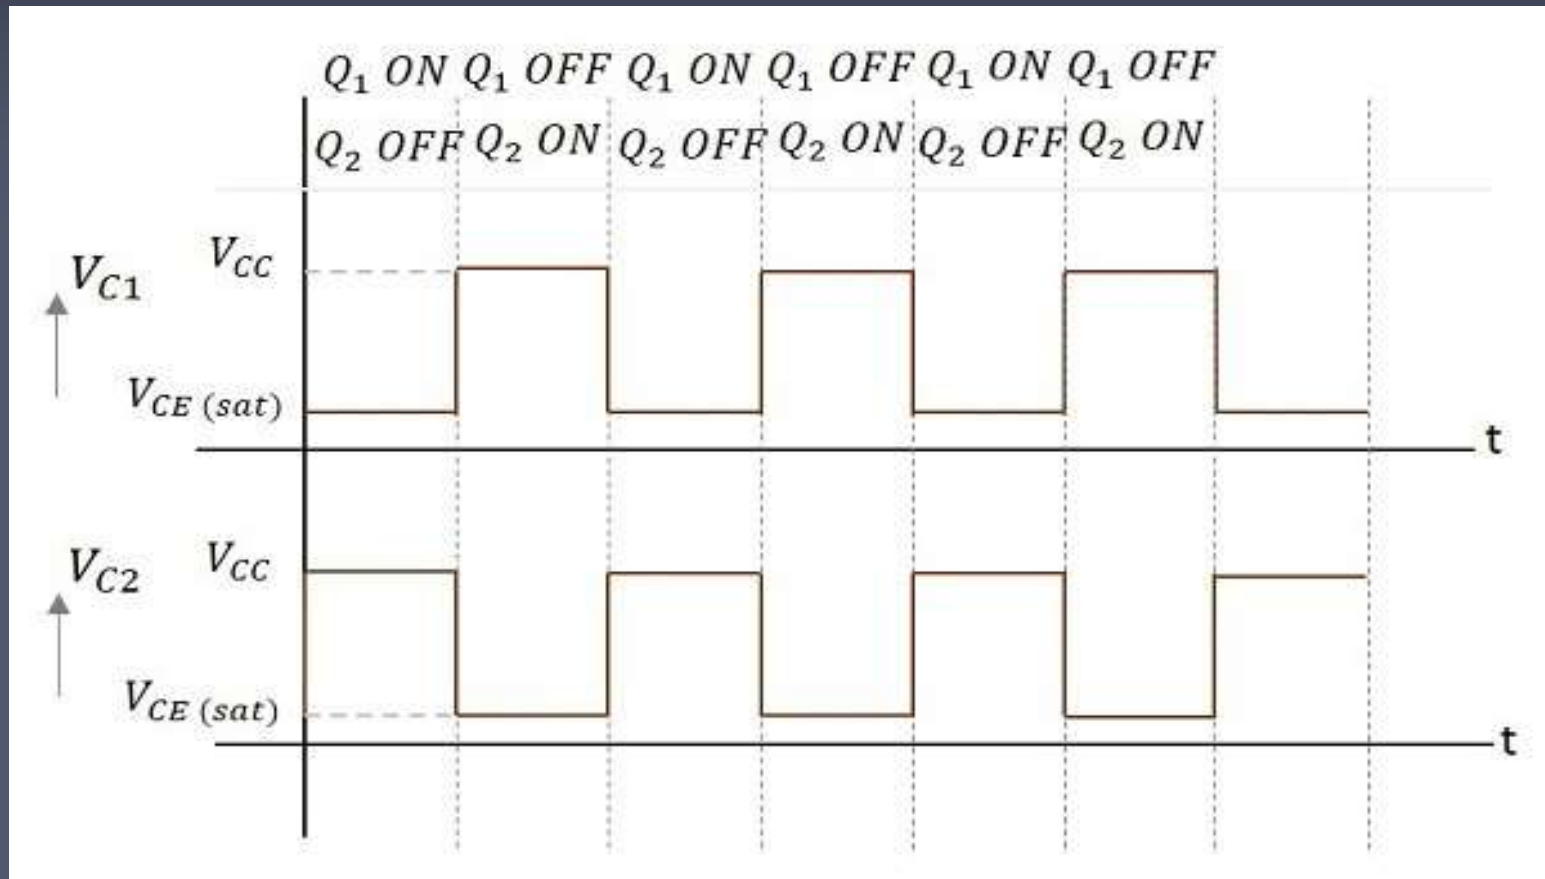 Q₁ ON Q₁ OFF Q₁ ON Q₁ OFF Q₁ ON Q₁ OFF
Q₂ OFF Q₂ ON Q₂ OFF Q₂ ON Q₂ OFF Q₂ ON
V_CC
V_C1
V_CE (sat)
t
V_CC
V_C2
V_CE (sat)
t